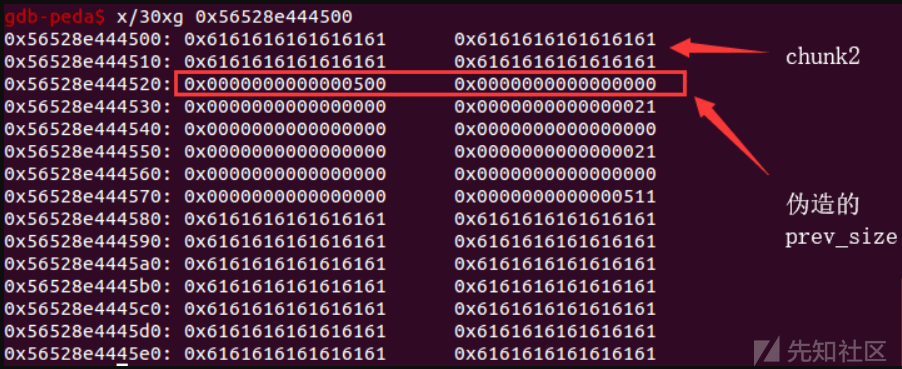 gdb-peda$ x/30xg 0x56528e444500
0x56528e444500: 0x6161616161616161 0x6161616161616161
0x56528e444510: 0x6161616161616161 0x6161616161616161
chunk2
0x56528e444520: 0x0000000000000500 0x0000000000000000
0x56528e444530: 0x0000000000000000 0x0000000000000021
0x56528e444540: 0x0000000000000000 0x0000000000000000
0x56528e444550: 0x0000000000000000 0x0000000000000021
0x56528e444560: 0x0000000000000000 0x0000000000000000
0x56528e444570: 0x0000000000000000 0x0000000000000511
0x56528e444580: 0x6161616161616161 0x6161616161616161
伪造的
0x56528e444590: 0x6161616161616161 0x6161616161616161
prev_size
0x56528e4445a0: 0x6161616161616161 0x6161616161616161
0x56528e4445b0: 0x6161616161616161 0x6161616161616161
0x56528e4445c0: 0x6161616161616161 0x6161616161616161
0x56528e4445d0: 0x6161616161616161 0x6161616161616161
0x56528e4445e0: 0x6161616161616161 0x6161616161616161
先知社区